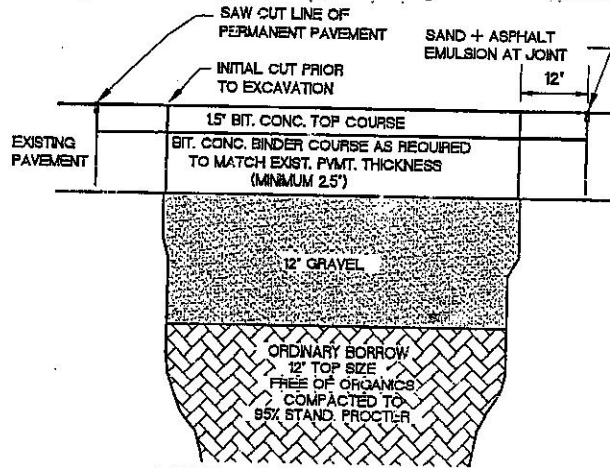 SAW CUT LINE OF
PERMANENT PAVEMENT
SAND + ASPHALT
EMULSION AT JOINT
INITIAL CUT PRIOR
TO EXCAVATION
12"
1.5" BIT. CONC. TOP COURSE
EXISTING
PAVEMENT
BIT. CONC. BINDER COURSE AS REQUIRED
TO MATCH EXIST. PVMT. THICKNESS
(MINIMUM 2.5")
12" GRAVEL
ORDINARY BORROW
12" TOP SIZE
FREE OF ORGANICS
COMPACTED TO
95% STAND. PROCTER